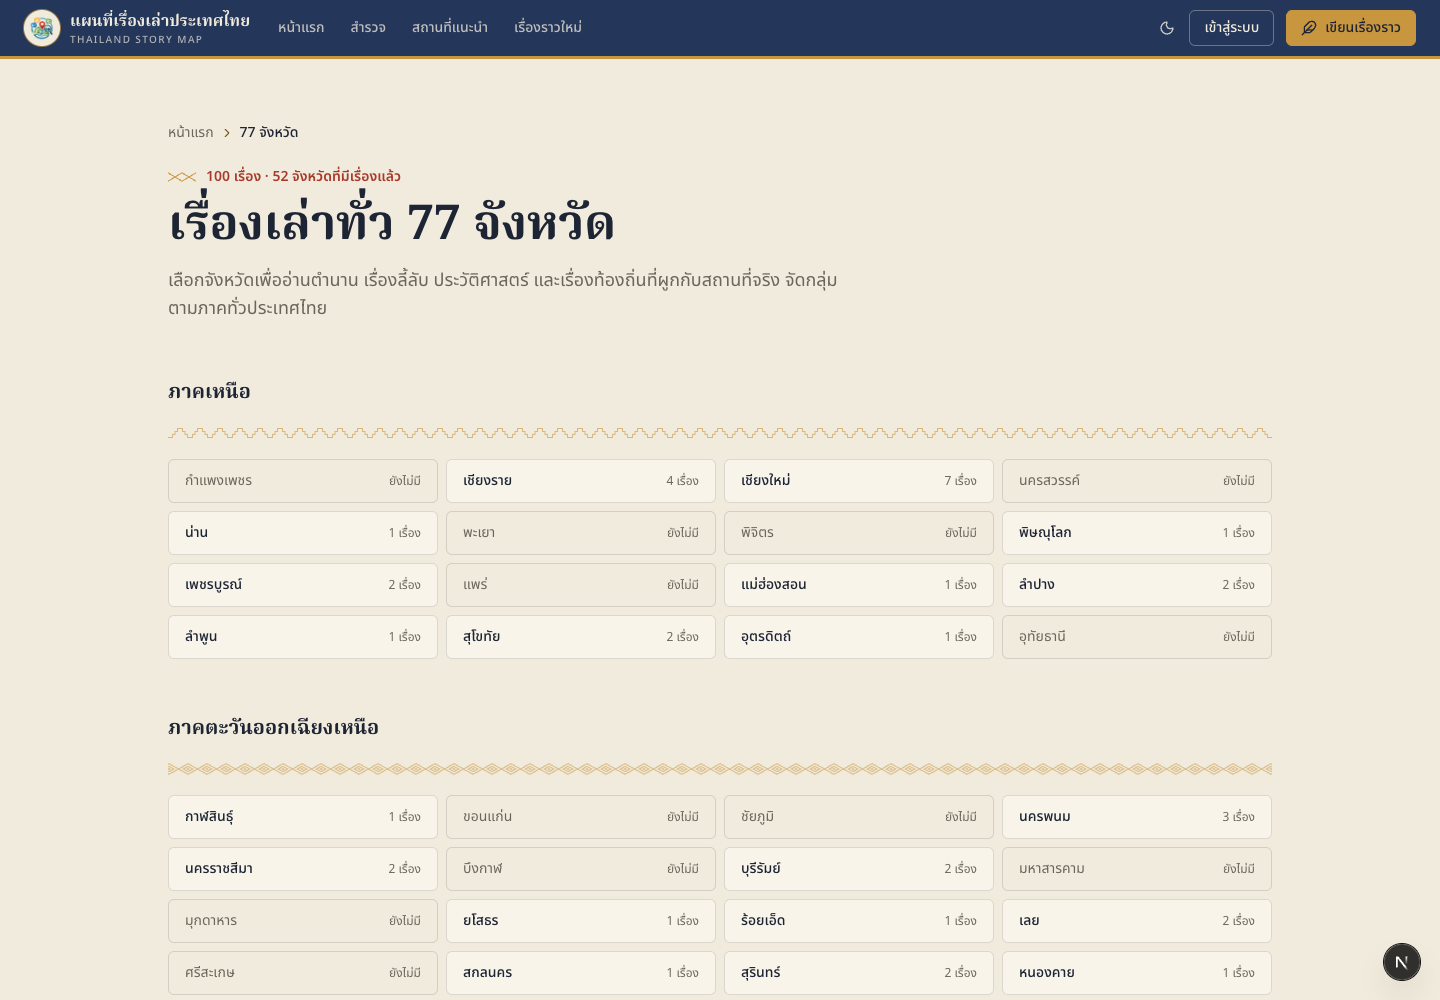 แผนที่เรื่องเล่าประเทศไทย
THAILAND STORY MAP
หน้าแรก
สำรวจ
สถานที่แนะนำ
เรื่องราวใหม่
เข้าสู่ระบบ
เขียนเรื่องราว
หน้าแรก
77 จังหวัด
100 เรื่อง · 52 จังหวัดที่มีเรื่องแล้ว
เรื่องเล่าทั่ว 77 จังหวัด
เลือกจังหวัดเพื่ออ่านตำนาน เรื่องลี้ลับ ประวัติศาสตร์ และเรื่องท้องถิ่นที่ผูกกับสถานที่จริง จัดกลุ่ม
ตามภาคทั่วประเทศไทย
ภาคเหนือ
กำแพงเพชร ยังไม่มี
เชียงราย 4 เรื่อง
เชียงใหม่ 7 เรื่อง
นครสวรรค์ ยังไม่มี
น่าน 1 เรื่อง
พะเยา ยังไม่มี
พิจิตร ยังไม่มี
พิษณุโลก 1 เรื่อง
เพชรบูรณ์ 2 เรื่อง
แพร่ ยังไม่มี
แม่ฮ่องสอน 1 เรื่อง
ลำปาง 2 เรื่อง
ลำพูน 1 เรื่อง
สุโขทัย 2 เรื่อง
อุตรดิตถ์ 1 เรื่อง
อุทัยธานี ยังไม่มี
ภาคตะวันออกเฉียงเหนือ
กาฬสินธุ์ 1 เรื่อง
ขอนแก่น ยังไม่มี
ชัยภูมิ ยังไม่มี
นครพนม 3 เรื่อง
นครราชสีมา 2 เรื่อง
บึงกาฬ ยังไม่มี
บุรีรัมย์ 2 เรื่อง
มหาสารคาม ยังไม่มี
มุกดาหาร ยังไม่มี
ยโสธร 1 เรื่อง
ร้อยเอ็ด 1 เรื่อง
เลย 2 เรื่อง
ศรีสะเกษ ยังไม่มี
สกลนคร 1 เรื่อง
สุรินทร์ 2 เรื่อง
หนองคาย 1 เรื่อง
N